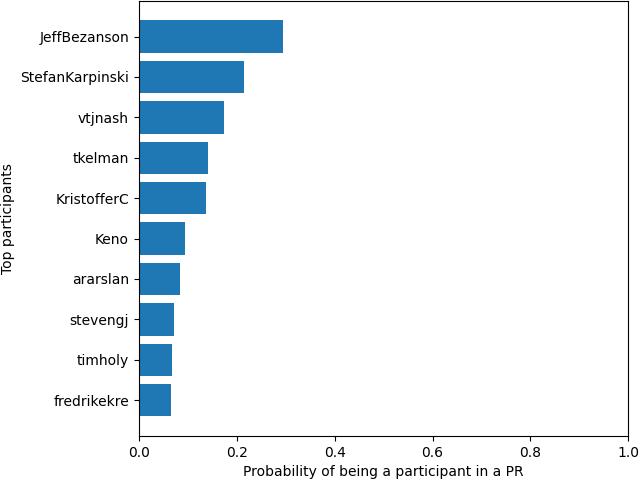 Top participants
JeffBezanson
StefanKarpinski
vtjnash
tkelman
KristofferC
Keno
ararslan
stevengj
timholy
fredrikekre
0.0 0.2 0.4 0.6 0.8 1.0
Probability of being a participant in a PR